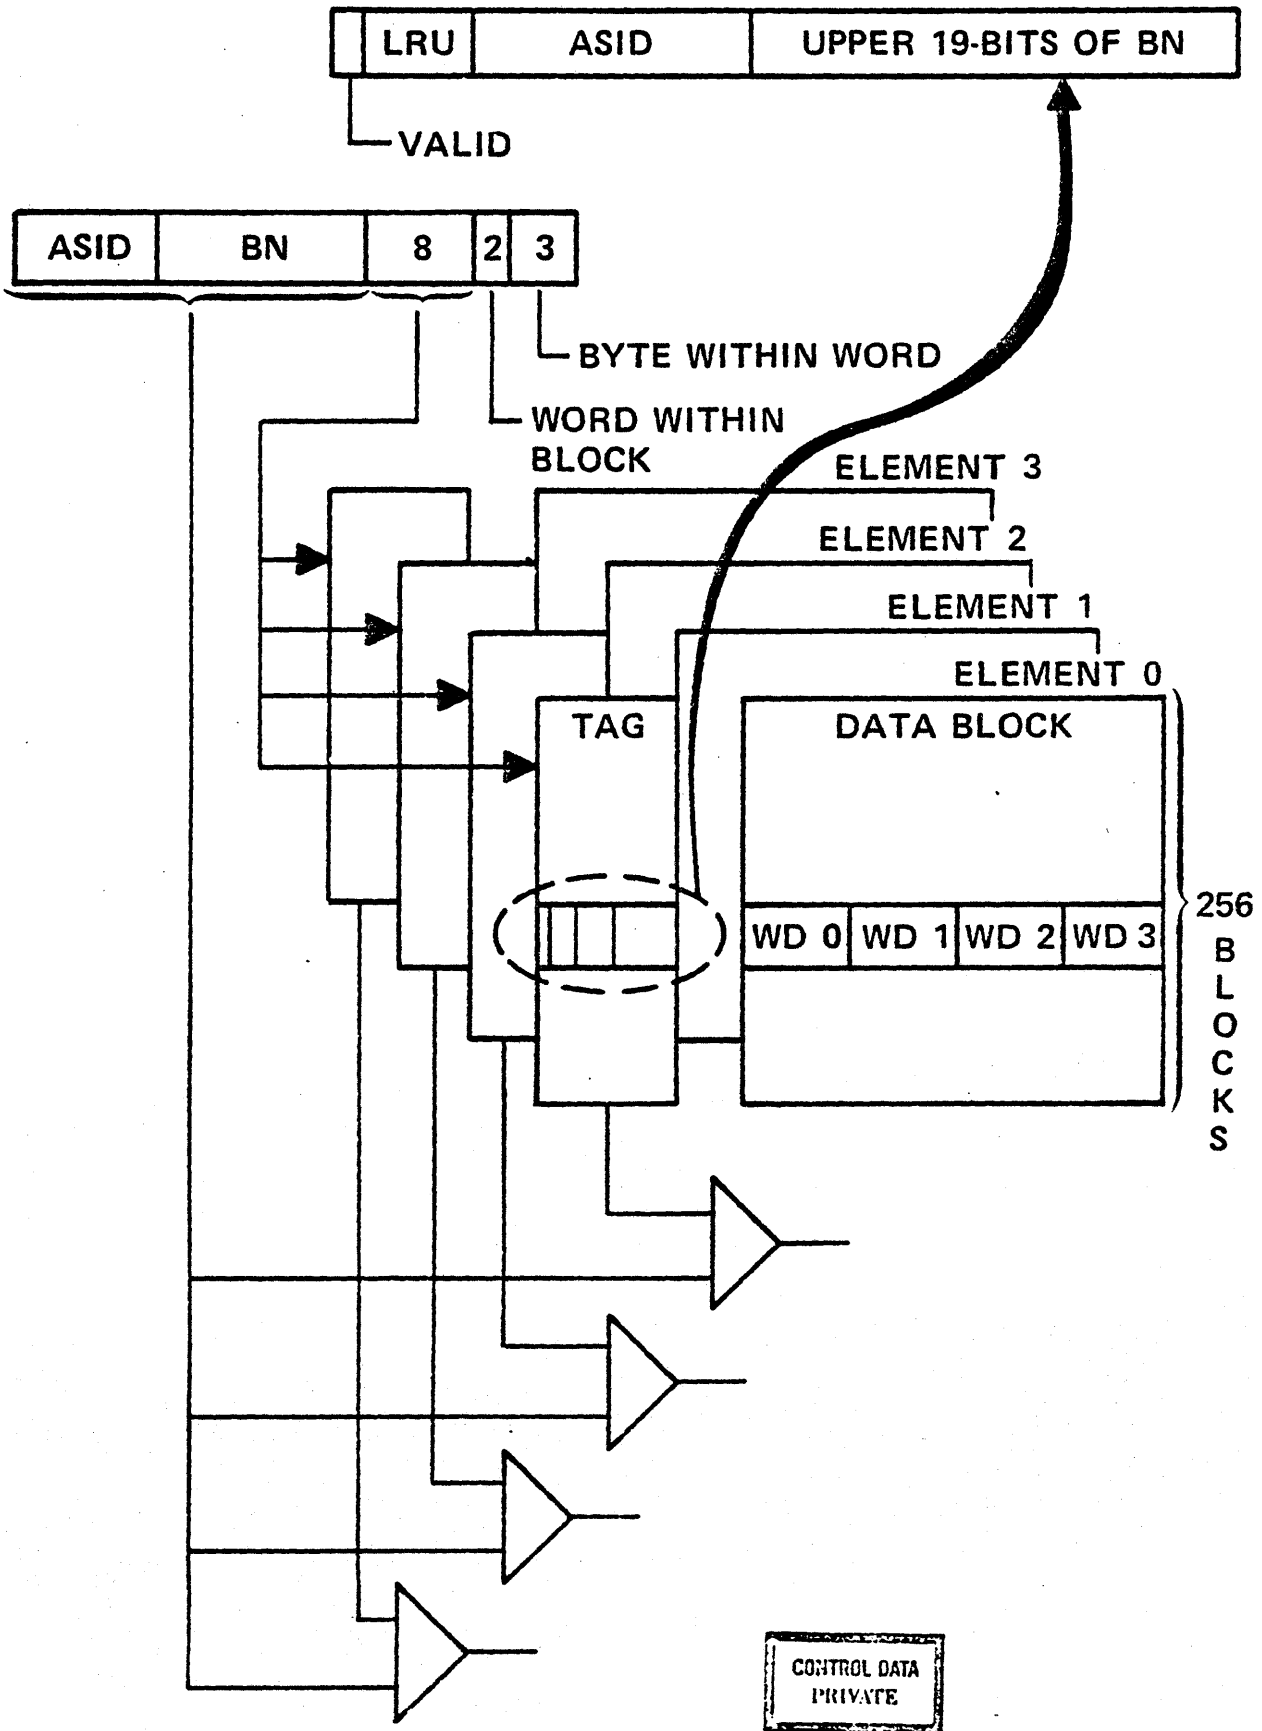 LRU ASID UPPER 19-BITS OF BN
VALID
ASID BN 8 2 3
BYTE WITHIN WORD
WORD WITHIN
BLOCK
ELEMENT 3
ELEMENT 2
ELEMENT 1
ELEMENT 0
TAG DATA BLOCK
256
B
L
O
C
K
S
WD 0 WD 1 WD 2 WD 3
CONTROL DATA
PRIVATE